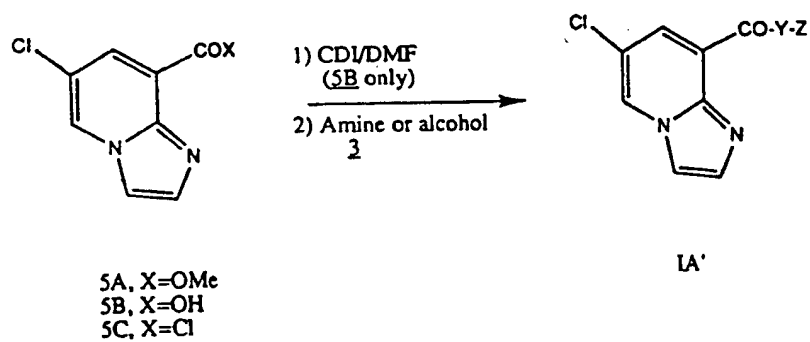 Cl
COX
N
N
1) CDI/DMF
(5B only)
2) Amine or alcohol
3
Cl
CO-Y-Z
N
N
5A, X=OMe
5B, X=OH
5C, X=Cl
IA'